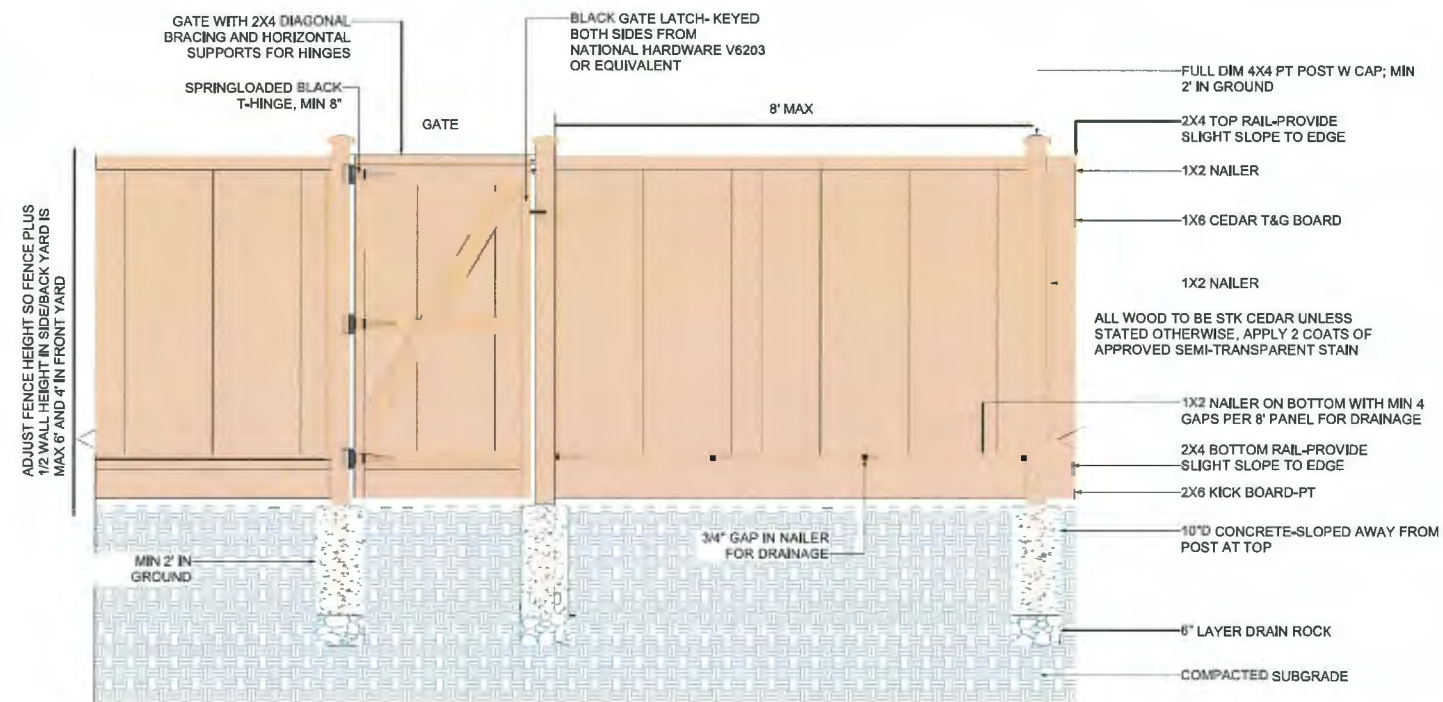 GATE WITH 2X4 DIAGONAL
BRACING AND HORIZONTAL
SUPPORTS FOR HINGES
SPRINGLOADED BLACK
T-HINGE, MIN 8"
GATE
BLACK GATE LATCH- KEYED
BOTH SIDES FROM
NATIONAL HARDWARE V6203
OR EQUIVALENT
8' MAX
FULL DIM 4X4 PT POST W CAP; MIN
2' IN GROUND
2X4 TOP RAIL-PROVIDE
SLIGHT SLOPE TO EDGE
1X2 NAILER
1X6 CEDAR T&G BOARD
1X2 NAILER
ALL WOOD TO BE STK CEDAR UNLESS
STATED OTHERWISE, APPLY 2 COATS OF
APPROVED SEMI-TRANSPARENT STAIN
1X2 NAILER ON BOTTOM WITH MIN 4
GAPS PER 8' PANEL FOR DRAINAGE
2X4 BOTTOM RAIL-PROVIDE
SLIGHT SLOPE TO EDGE
2X6 KICK BOARD-PT
10"D CONCRETE-SLOPED AWAY FROM
POST AT TOP
6" LAYER DRAIN ROCK
COMPACTED SUBGRADE
ADJUST FENCE HEIGHT SO FENCE PLUS
1/2 WALL HEIGHT IN SIDE/BACK YARD IS
MAX 6' AND 4' IN FRONT YARD
MIN 2' IN
GROUND
3/4" GAP IN NAILER
FOR DRAINAGE